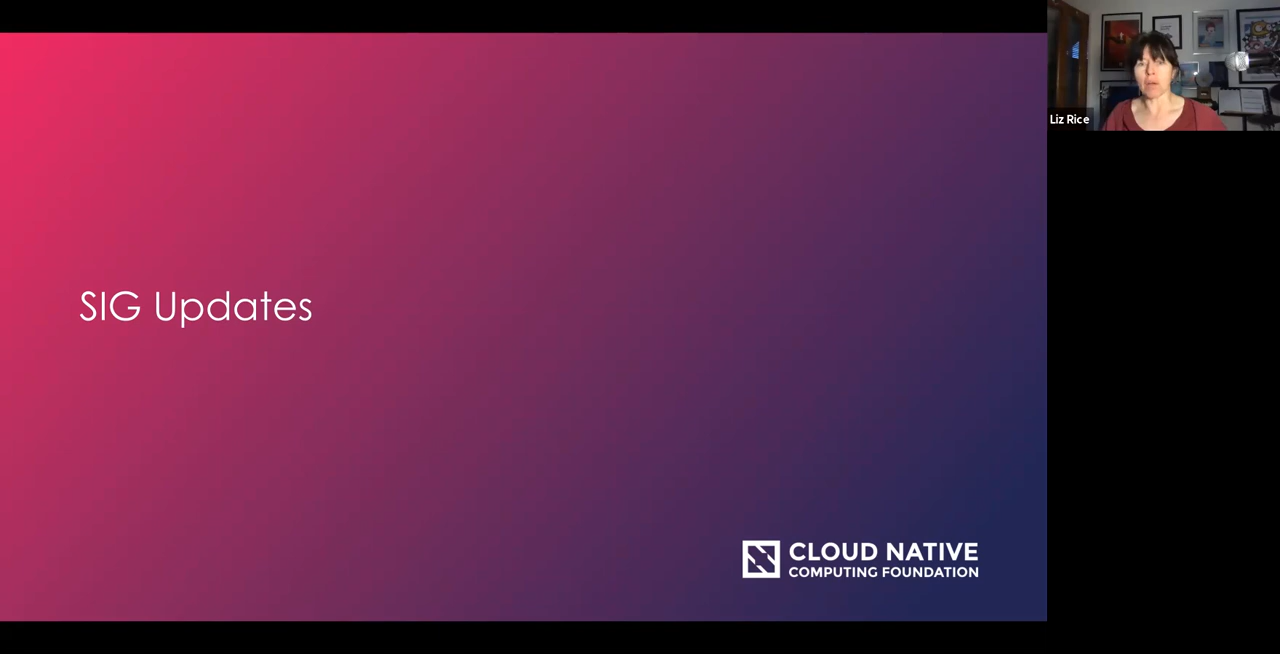 SIG Updates
CLOUD NATIVE
COMPUTING FOUNDATION
Liz Rice